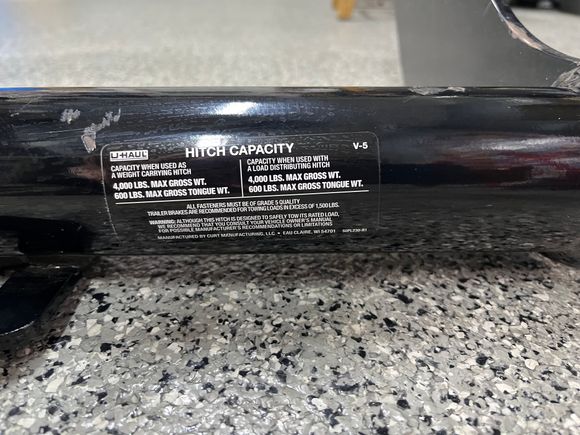 U-HAUL HITCH CAPACITY V-5
CAPACITY WHEN USED AS
A WEIGHT CARRYING HITCH
4,000 LBS. MAX GROSS WT.
600 LBS. MAX GROSS TONGUE WT.
CAPACITY WHEN USED WITH
A LOAD DISTRIBUTING HITCH
4,000 LBS. MAX GROSS WT.
600 LBS. MAX GROSS TONGUE WT.
ALL FASTENERS MUST BE OF GRADE 5 QUALITY
TRAILER BRAKES ARE RECOMMENDED FOR TOWING LOADS IN EXCESS OF 1,500 LBS.
WARNING: ALTHOUGH THIS HITCH IS DESIGNED TO SAFELY TOW ITS RATED LOAD,
WE RECOMMEND THAT YOU CONSULT YOUR VEHICLE OWNER'S MANUAL
FOR POSSIBLE MANUFACTURER'S RECOMMENDATIONS OR LIMITATIONS
MANUFACTURED BY CURT MANUFACTURING, LLC • EAU CLAIRE, WI 54701 60PL230-R1